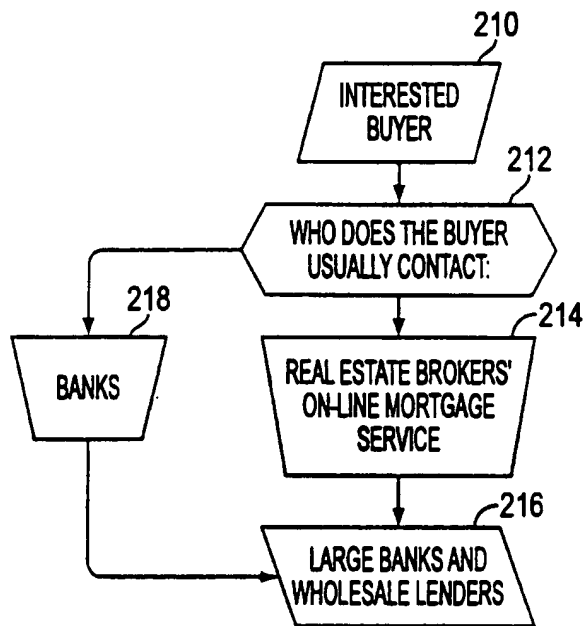 210
INTERESTED
BUYER
212
WHO DOES THE BUYER
USUALLY CONTACT:
218
BANKS
214
REAL ESTATE BROKERS'
ON-LINE MORTGAGE
SERVICE
216
LARGE BANKS AND
WHOLESALE LENDERS